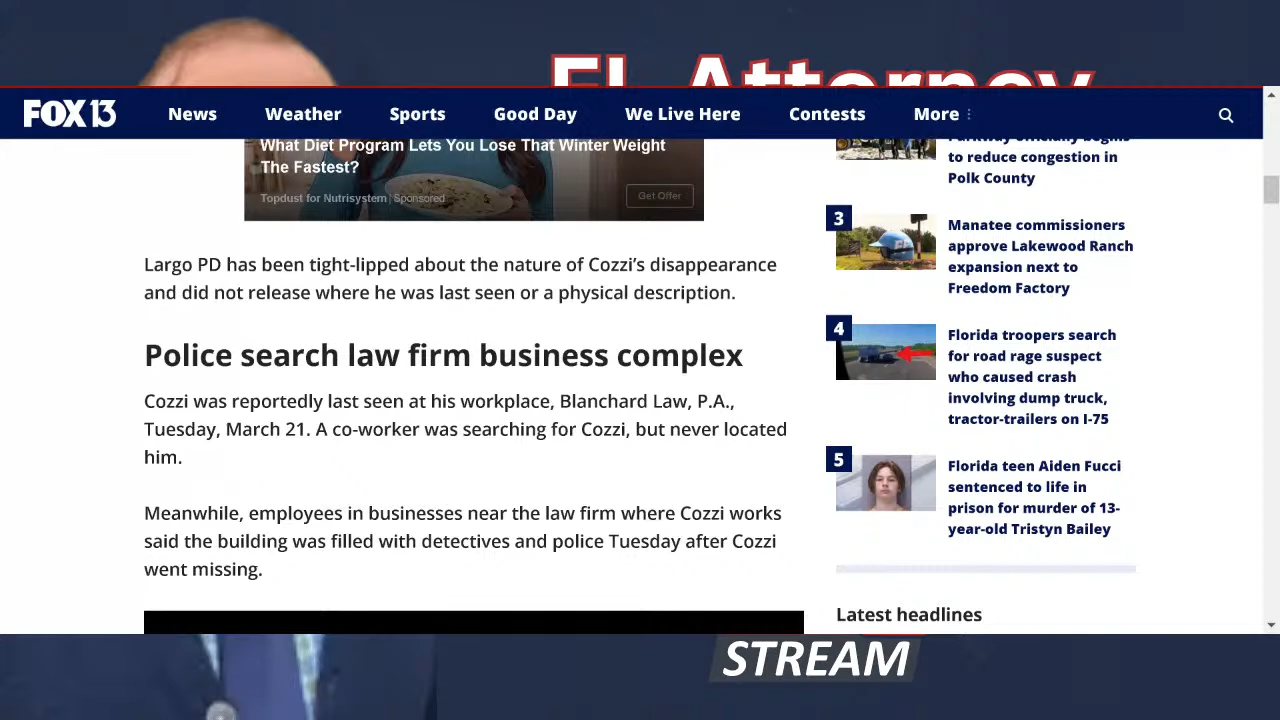 FL Attorney
FOX 13
News
Weather
Sports
Good Day
We Live Here
Contests
More
What Diet Program Lets You Lose That Winter Weight
The Fastest?
Topdust for Nutrisystem | Sponsored
Get Offer
Largo PD has been tight-lipped about the nature of Cozzi's disappearance
and did not release where he was last seen or a physical description.
Police search law firm business complex
Cozzi was reportedly last seen at his workplace, Blanchard Law, P.A.,
Tuesday, March 21. A co-worker was searching for Cozzi, but never located
him.
Meanwhile, employees in businesses near the law firm where Cozzi works
said the building was filled with detectives and police Tuesday after Cozzi
went missing.
to reduce congestion in
Polk County
3
Manatee commissioners
approve Lakewood Ranch
expansion next to
Freedom Factory
4
Florida troopers search
for road rage suspect
who caused crash
involving dump truck,
tractor-trailers on I-75
5
Florida teen Aiden Fucci
sentenced to life in
prison for murder of 13-
year-old Tristyn Bailey
Latest headlines
STREAM